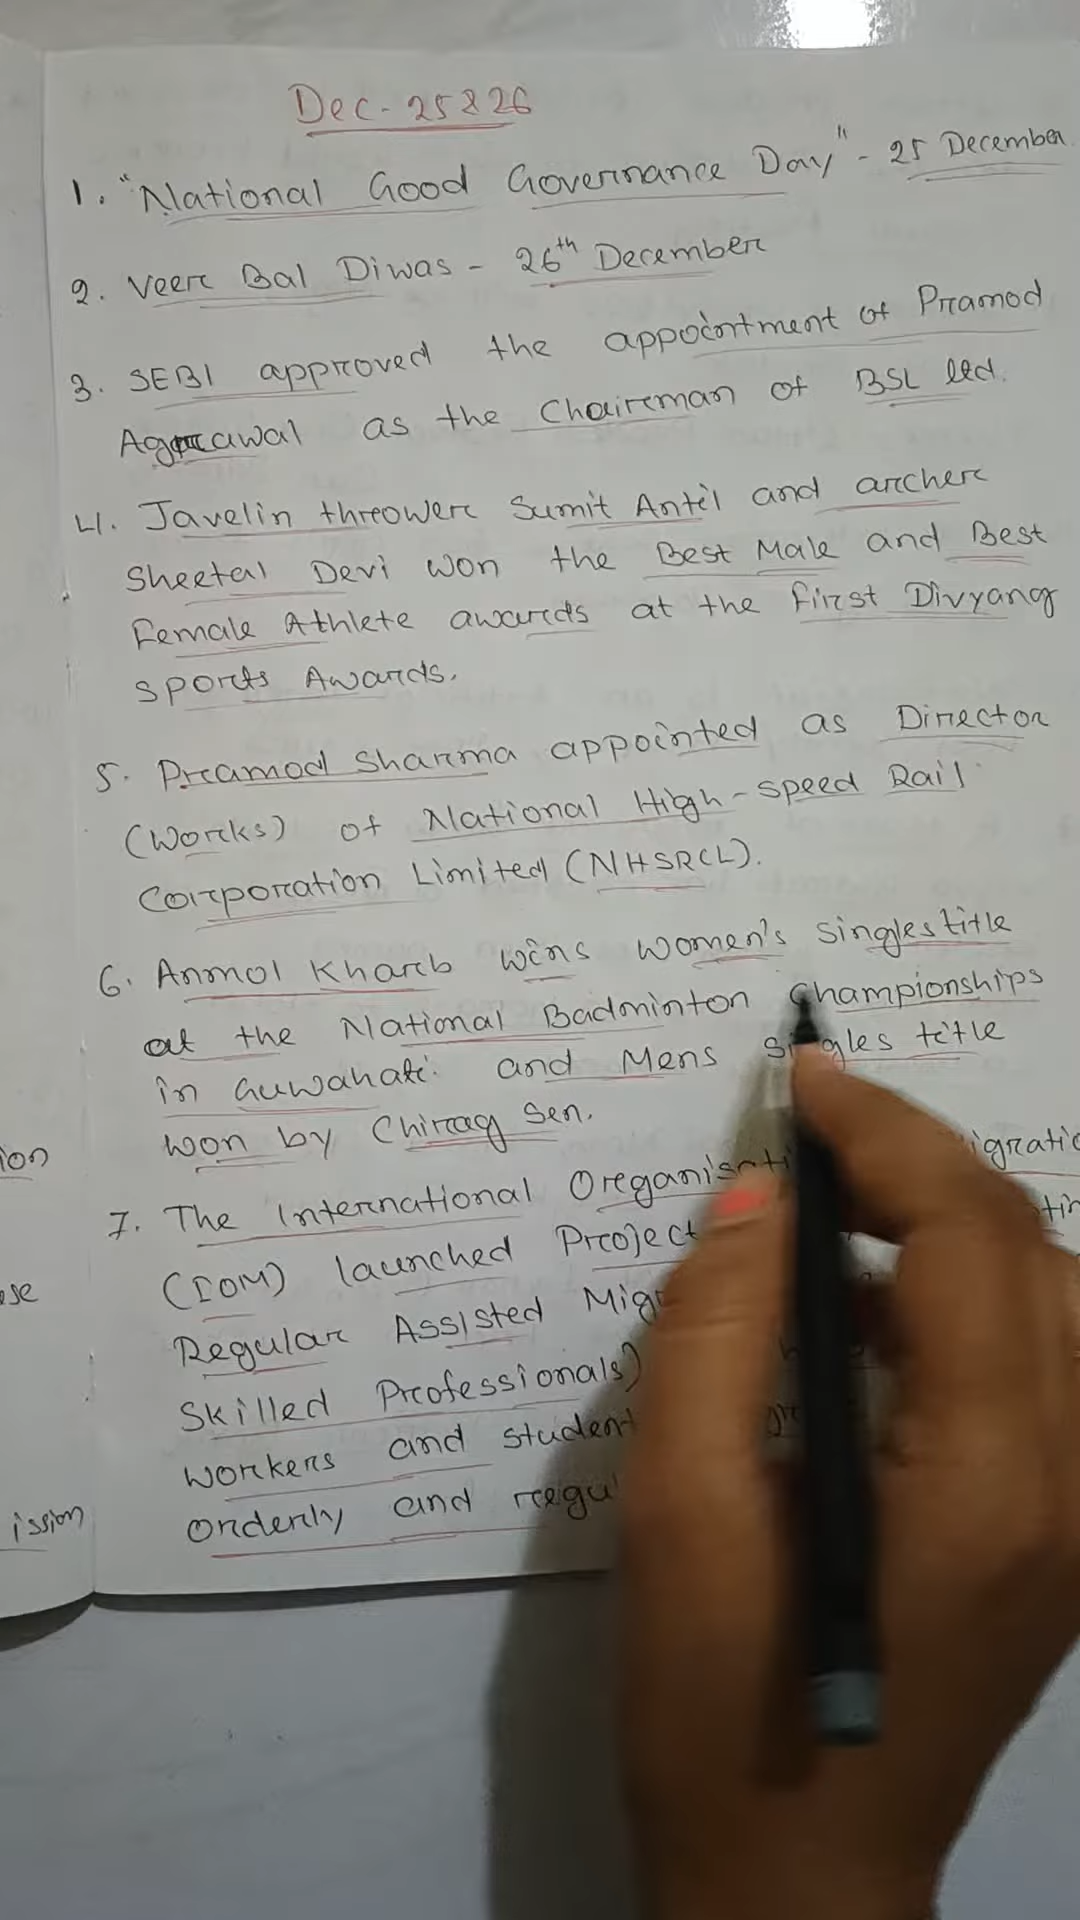 Dec - 25 & 26
1. "National Good Governance Day" - 25 December
2. Veer Bal Diwas - 26th December
3. SEBI approved the appointment of Pramod
Agrawal as the Chairman of BSL Ltd.
4. Javelin thrower Sumit Antil and archer
Sheetal Devi won the Best Male and Best
Female Athlete awards at the first Divyang
sports Awards.
5. Pramod Sharma appointed as Director
(Works) of National High-speed Rail
Corporation Limited (NHSRCL).
6. Anmol Kharb wins women's singles title
at the National Badminton Championships
in Guwahati and Mens singles title
won by Chirag Sen.
7. The International
(IOM) launched Project
Regular Assisted
Skilled Professionals)
workers and student
orderly and
ion
ission